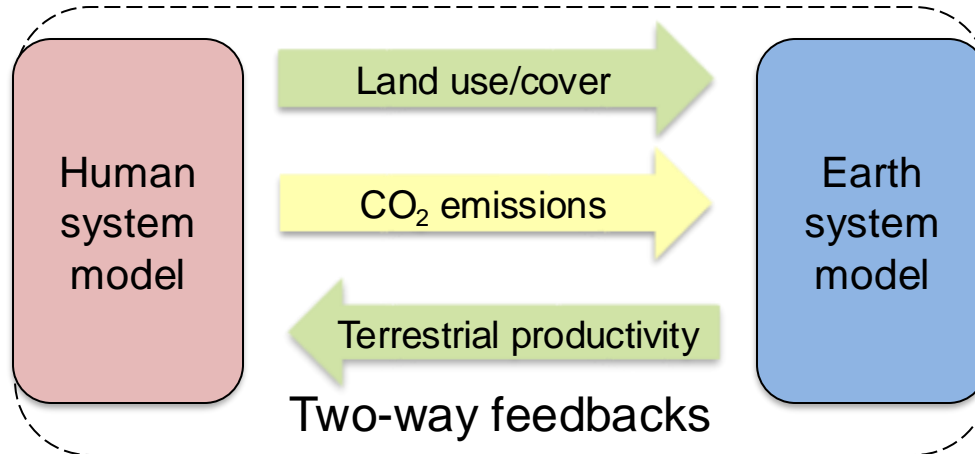 Human
system
model
Land use/cover
CO₂ emissions
Terrestrial productivity
Earth
system
model
Two-way feedbacks